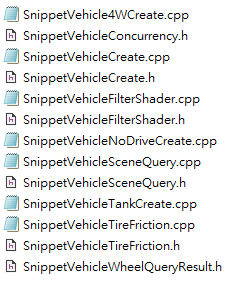 SnippetVehicle4WCreate.cpp
SnippetVehicleConcurrency.h
SnippetVehicleCreate.cpp
SnippetVehicleCreate.h
SnippetVehicleFilterShader.cpp
SnippetVehicleFilterShader.h
SnippetVehicleNoDriveCreate.cpp
SnippetVehicleSceneQuery.cpp
SnippetVehicleSceneQuery.h
SnippetVehicleTankCreate.cpp
SnippetVehicleTireFriction.cpp
SnippetVehicleTireFriction.h
SnippetVehicleWheelQueryResult.h